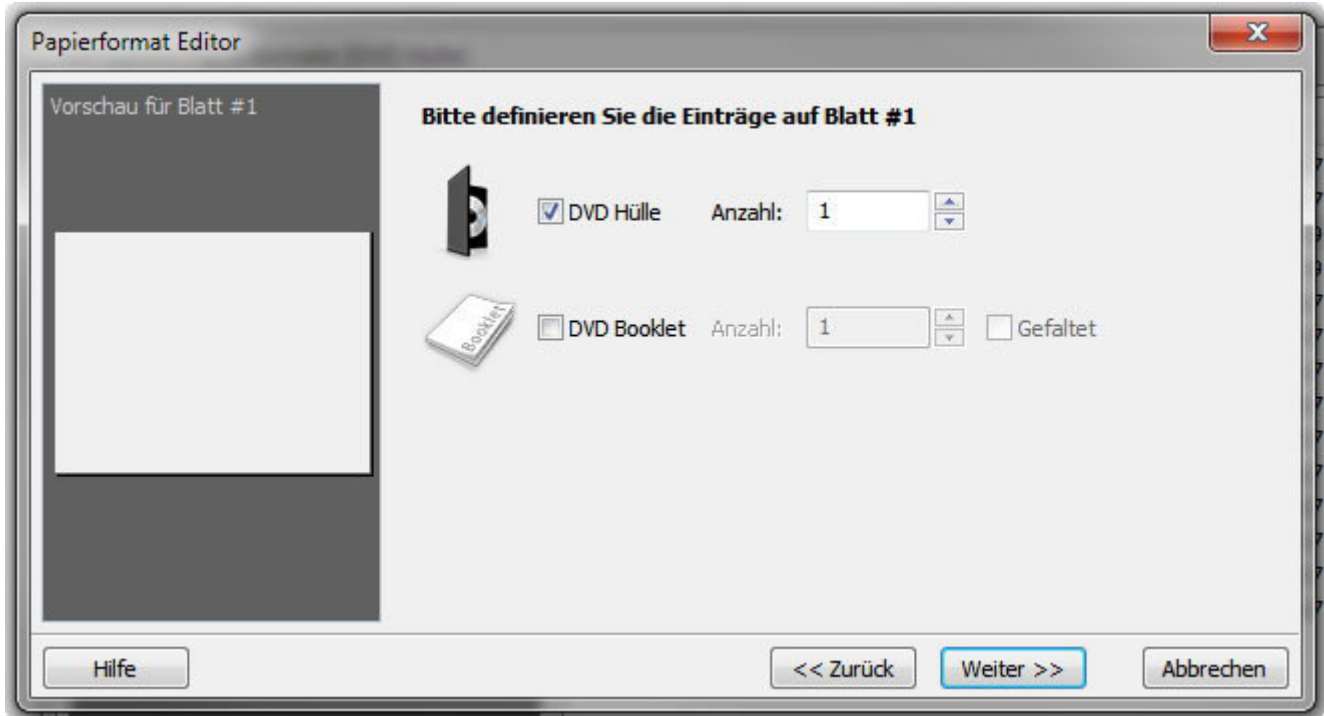 Papierformat Editor
Vorschau für Blatt #1
Bitte definieren Sie die Einträge auf Blatt #1
DVD Hülle Anzahl: 1
Booklet
DVD Booklet Anzahl: 1 Gefaltet
Hilfe << Zurück Weiter >> Abbrechen